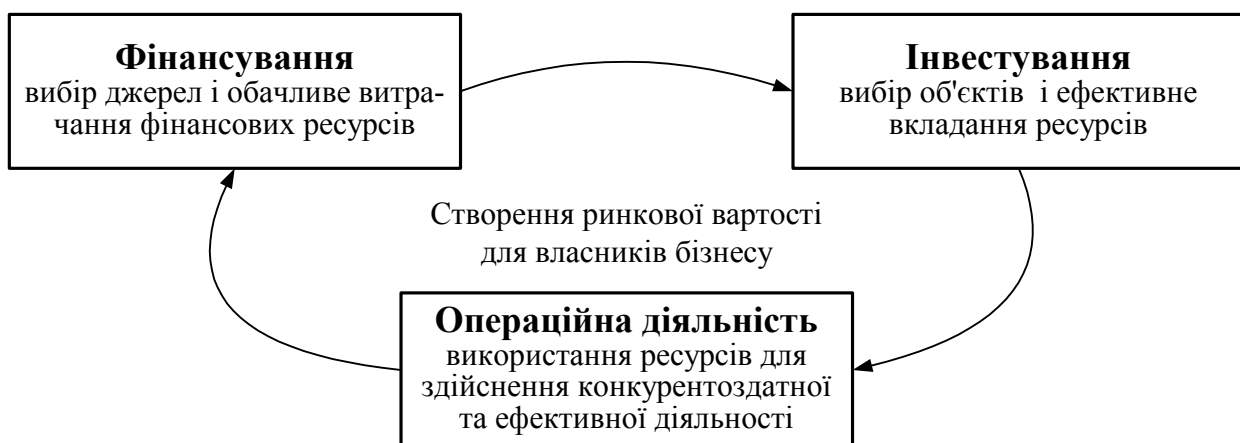 Фінансування
вибір джерел і обачливе витра-
чання фінансових ресурсів
Інвестування
вибір об'єктів і ефективне
вкладання ресурсів
Створення ринкової вартості
для власників бізнесу
Операційна діяльність
використання ресурсів для
здійснення конкурентоздатної
та ефективної діяльності